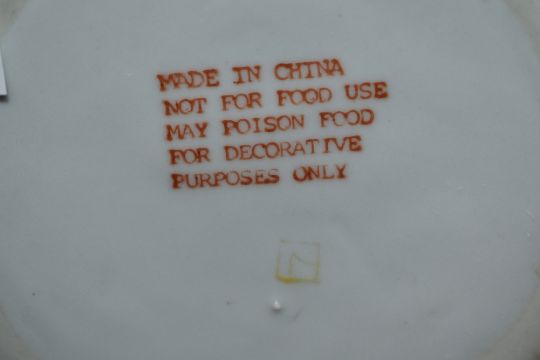 MADE IN CHINA
NOT FOR FOOD USE
MAY POISON FOOD
FOR DECORATIVE
PURPOSES ONLY